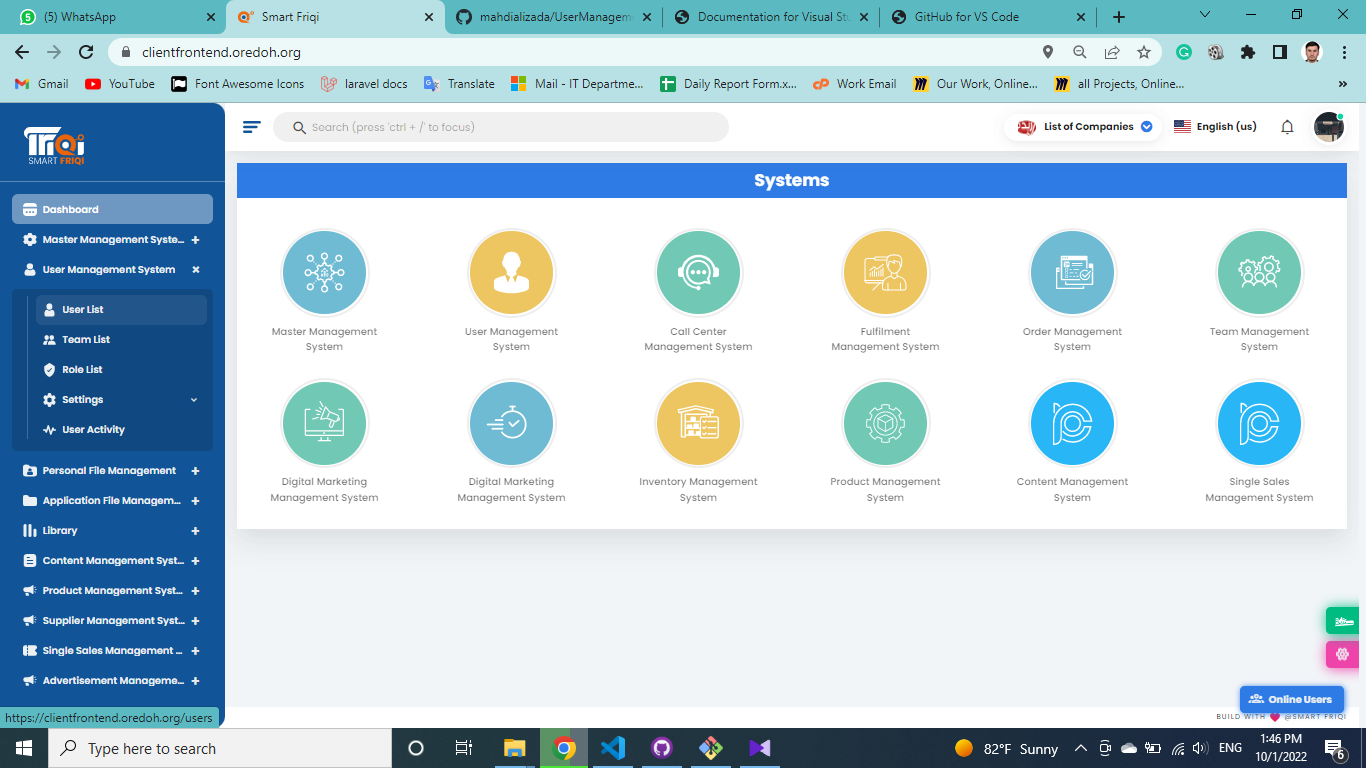 (5) WhatsApp
Smart Friqi
mahdializada/UserManageme
Documentation for Visual Stu
GitHub for VS Code
clientfrontend.oredoh.org
Gmail
YouTube
Font Awesome Icons
laravel docs
Translate
Mail - IT Departme...
Daily Report Form.x...
Work Email
Our Work, Online...
all Projects, Online...
»
SMART FRIQI
Search (press 'ctrl + /' to focus)
List of Companies
English (us)
Dashboard
Master Management Syste...
User Management System
User List
Team List
Role List
Settings
User Activity
Personal File Management
Application File Managem...
Library
Content Management Syst...
Product Management Syst...
Supplier Management Syst...
Single Sales Management ...
Advertisement Manageme...
https://clientfrontend.oredoh.org/users
Systems
Master Management
System
User Management
System
Call Center
Management System
Fulfilment
Management System
Order Management
System
Team Management
System
Digital Marketing
Management System
Digital Marketing
Management System
Inventory Management
System
Product Management
System
Content Management
System
Single Sales
Management System
Online Users
BUILD WITH @SMART FRIQI
Type here to search
82°F Sunny
ENG
1:46 PM
10/1/2022
6